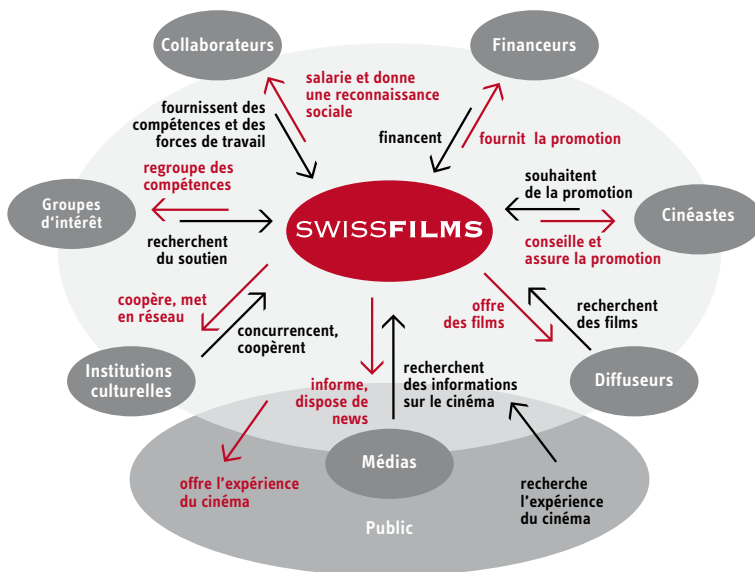 Collaborateurs
Financeurs
salarie et donne
une reconnaissance
sociale
fournissent des
compétences et des
forces de travail
financent
fournit la promotion
regroupe des
compétences
souhaitent
de la promotion
Groupes
d'intérêt
SWISSFILMS
Cinéastes
recherchent
du soutien
conseille et
assure la promotion
coopère, met
en réseau
offre
des films
recherchent
des films
concurrencent,
coopèrent
Institutions
culturelles
informe,
dispose de
news
recherchent
des informations
sur le cinéma
Diffuseurs
Médias
offre l'expérience
du cinéma
recherche
l'expérience
du cinéma
Public